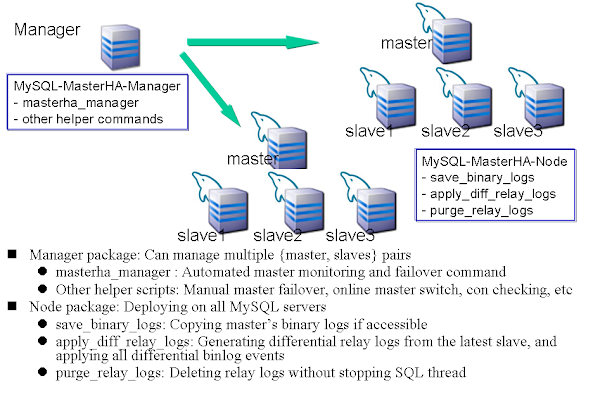 Manager
master
MySQL-MasterHA-Manager
- masterha_manager
- other helper commands
slave1 slave2 slave3
master
MySQL-MasterHA-Node
- save_binary_logs
- apply_diff_relay_logs
- purge_relay_logs
slave1 slave2 slave3
■ Manager package: Can manage multiple {master, slaves} pairs
● masterha_manager : Automated master monitoring and failover command
● Other helper scripts: Manual master failover, online master switch, con checking, etc
■ Node package: Deploying on all MySQL servers
● save_binary_logs: Copying master's binary logs if accessible
● apply_diff_relay_logs: Generating differential relay logs from the latest slave, and
applying all differential binlog events
● purge_relay_logs: Deleting relay logs without stopping SQL thread